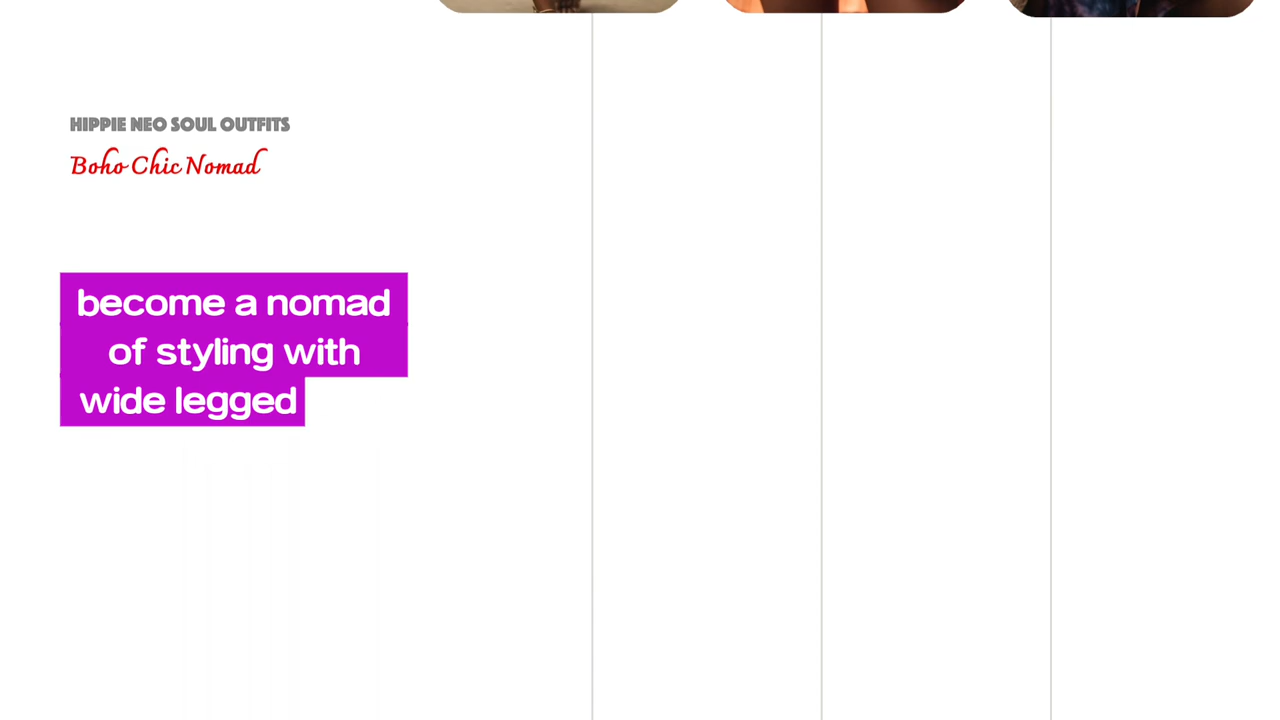 HIPPIE NEO SOUL OUTFITS
Boho Chic Nomad
become a nomad
of styling with
wide legged